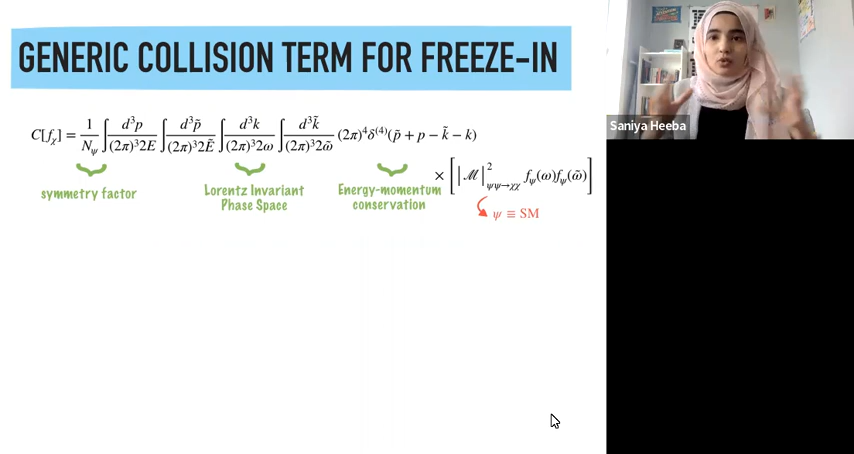 GENERIC COLLISION TERM FOR FREEZE-IN
C[f_χ] = 1/N_ψ ∫ d³p/(2π)³2E ∫ d³p̃/(2π)³2Ẽ ∫ d³k/(2π)³2ω ∫ d³k̃/(2π)³2ω̃ (2π)⁴δ⁽⁴⁾(p̃ + p − k̃ − k)
× [|ℳ|²_ψψ→χχ f_ψ(ω)f_ψ(ω̃)]
symmetry factor
Lorentz Invariant
Phase Space
Energy-momentum
conservation
ψ ≡ SM
Saniya Heeba